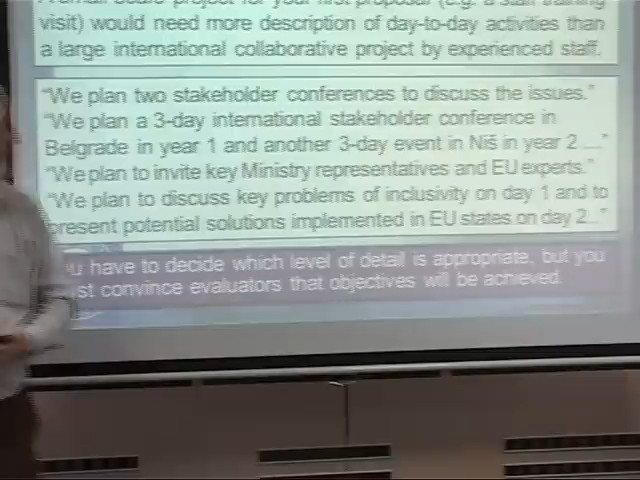 visit) would need more description of day-to-day activities than
a large international collaborative project by experienced staff.
"We plan two stakeholder conferences to discuss the issues."
"We plan a 3-day international stakeholder conference in
Belgrade in year 1 and another 3-day event in Niš in year 2 ..."
"We plan to invite key Ministry representatives and EU experts."
"We plan to discuss key problems of inclusivity on day 1 and to
present potential solutions implemented in EU states on day 2..."
u have to decide which level of detail is appropriate, but you
st convince evaluators that objectives will be achieved.